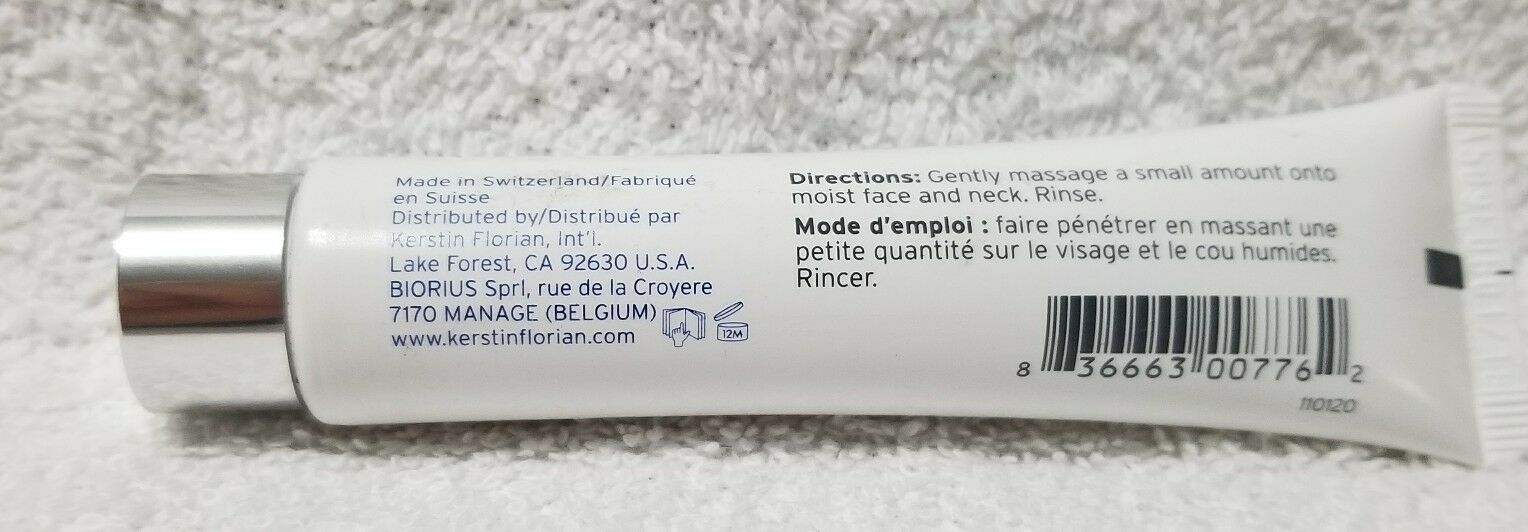 Made in Switzerland/Fabriqué
en Suisse
Distributed by/Distribué par
Kerstin Florian, Int'l.
Lake Forest, CA 92630 U.S.A.
BIORIUS Sprl, rue de la Croyere
7170 MANAGE (BELGIUM)
www.kerstinflorian.com
12M
Directions: Gently massage a small amount onto
moist face and neck. Rinse.
Mode d'emploi : faire pénétrer en massant une
petite quantité sur le visage et le cou humides.
Rincer.
8 36663 00776 2
110120